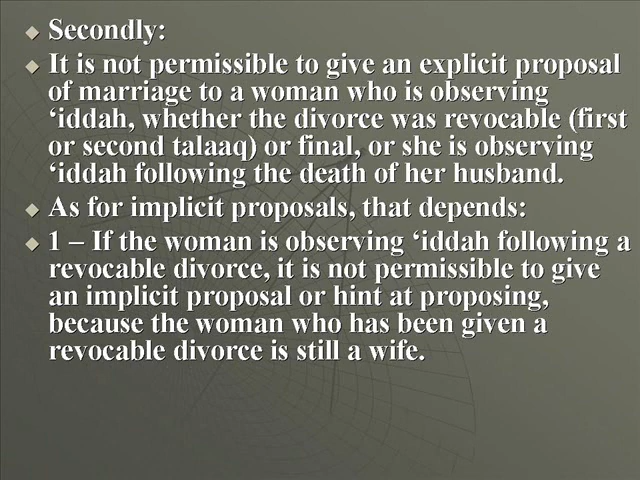 Secondly:
It is not permissible to give an explicit proposal
of marriage to a woman who is observing
‘iddah, whether the divorce was revocable (first
or second talaaq) or final, or she is observing
‘iddah following the death of her husband.
As for implicit proposals, that depends:
1 – If the woman is observing ‘iddah following a
revocable divorce, it is not permissible to give
an implicit proposal or hint at proposing,
because the woman who has been given a
revocable divorce is still a wife.